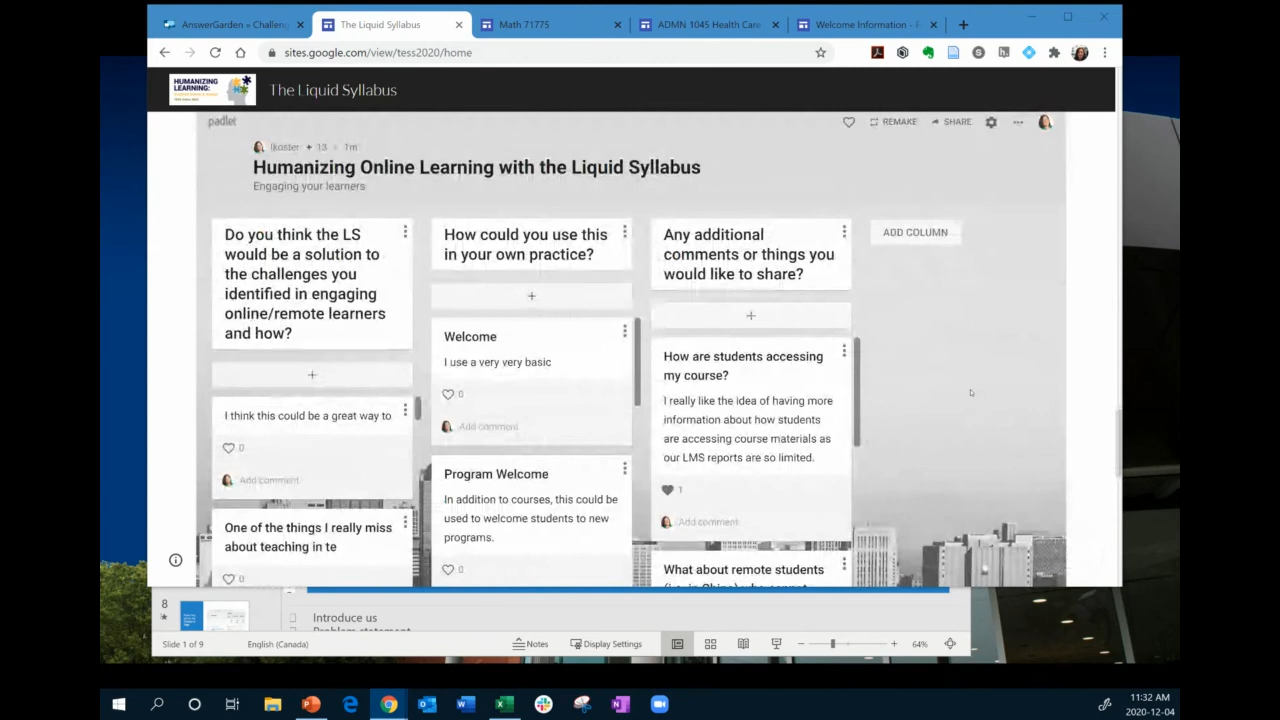 AnswerGarden » Challeng
The Liquid Syllabus
Math 71775
ADMN 1045 Health Care
Welcome Information - F
sites.google.com/view/tess2020/home
HUMANIZING
LEARNING:
The Liquid Syllabus
padlet
REMAKE
SHARE
lkoster + 13 1m
Humanizing Online Learning with the Liquid Syllabus
Engaging your learners
Do you think the LS
would be a solution to
the challenges you
identified in engaging
online/remote learners
and how?
I think this could be a great way to
0
Add comment
One of the things I really miss
about teaching in te
0
How could you use this
in your own practice?
Welcome
I use a very very basic
0
Add comment
Program Welcome
In addition to courses, this could be
used to welcome students to new
programs.
0
Any additional
comments or things you
would like to share?
How are students accessing
my course?
I really like the idea of having more
information about how students
are accessing course materials as
our LMS reports are so limited.
1
Add comment
What about remote students
ADD COLUMN
8
Introduce us
Problem statement
Slide 1 of 9
English (Canada)
Notes
Display Settings
64%
11:32 AM
2020-12-04